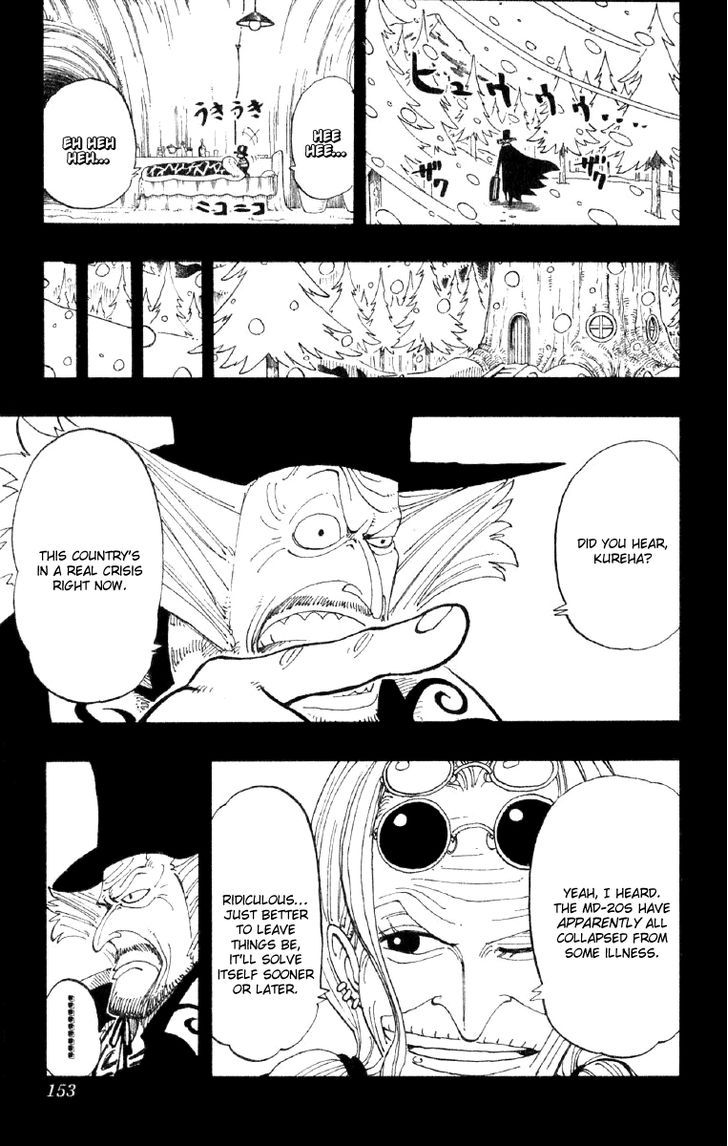 ヒュウウウ...
ザク
ザク
HEE
HEE...
うきうき
ニコニコ
EH HEH
HEH...
DID YOU HEAR,
KUREHA?
THIS COUNTRY'S
IN A REAL CRISIS
RIGHT NOW.
YEAH, I HEARD.
THE MD-20S HAVE
APPARENTLY ALL
COLLAPSED FROM
SOME ILLNESS.
RIDICULOUS...
JUST BETTER
TO LEAVE
THINGS BE,
IT'LL SOLVE
ITSELF SOONER
OR LATER.
.........
153